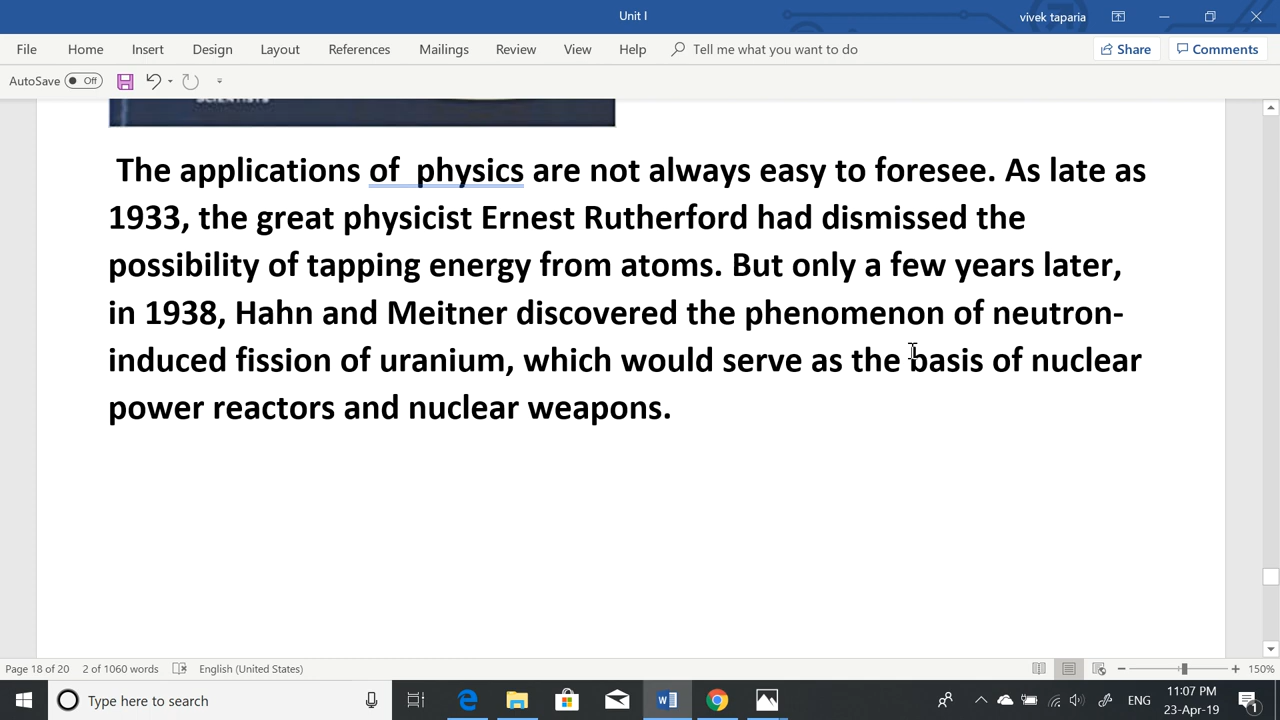 Unit I
vivek taparia
File Home Insert Design Layout References Mailings Review View Help Tell me what you want to do Share Comments
AutoSave Off
SCIENTISTS
The applications of  physics are not always easy to foresee. As late as
1933, the great physicist Ernest Rutherford had dismissed the
possibility of tapping energy from atoms. But only a few years later,
in 1938, Hahn and Meitner discovered the phenomenon of neutron-
induced fission of uranium, which would serve as the basis of nuclear
power reactors and nuclear weapons.
Page 18 of 20 2 of 1060 words English (United States) 150%
Type here to search ENG 11:07 PM
23-Apr-19 1